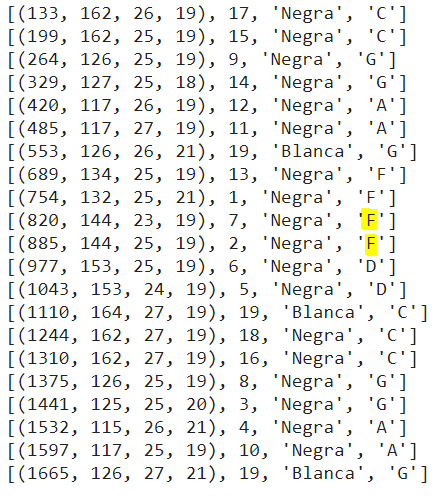 [(133, 162, 26, 19), 17, 'Negra', 'C']
[(199, 162, 25, 19), 15, 'Negra', 'C']
[(264, 126, 25, 19), 9, 'Negra', 'G']
[(329, 127, 25, 18), 14, 'Negra', 'G']
[(420, 117, 26, 19), 12, 'Negra', 'A']
[(485, 117, 27, 19), 11, 'Negra', 'A']
[(553, 126, 26, 21), 19, 'Blanca', 'G']
[(689, 134, 25, 19), 13, 'Negra', 'F']
[(754, 132, 25, 21), 1, 'Negra', 'F']
[(820, 144, 23, 19), 7, 'Negra', 'F']
[(885, 144, 25, 19), 2, 'Negra', 'F']
[(977, 153, 25, 19), 6, 'Negra', 'D']
[(1043, 153, 24, 19), 5, 'Negra', 'D']
[(1110, 164, 27, 19), 19, 'Blanca', 'C']
[(1244, 162, 27, 19), 18, 'Negra', 'C']
[(1310, 162, 27, 19), 16, 'Negra', 'C']
[(1375, 126, 25, 19), 8, 'Negra', 'G']
[(1441, 125, 25, 20), 3, 'Negra', 'G']
[(1532, 115, 26, 21), 4, 'Negra', 'A']
[(1597, 117, 25, 19), 10, 'Negra', 'A']
[(1665, 126, 27, 21), 19, 'Blanca', 'G']